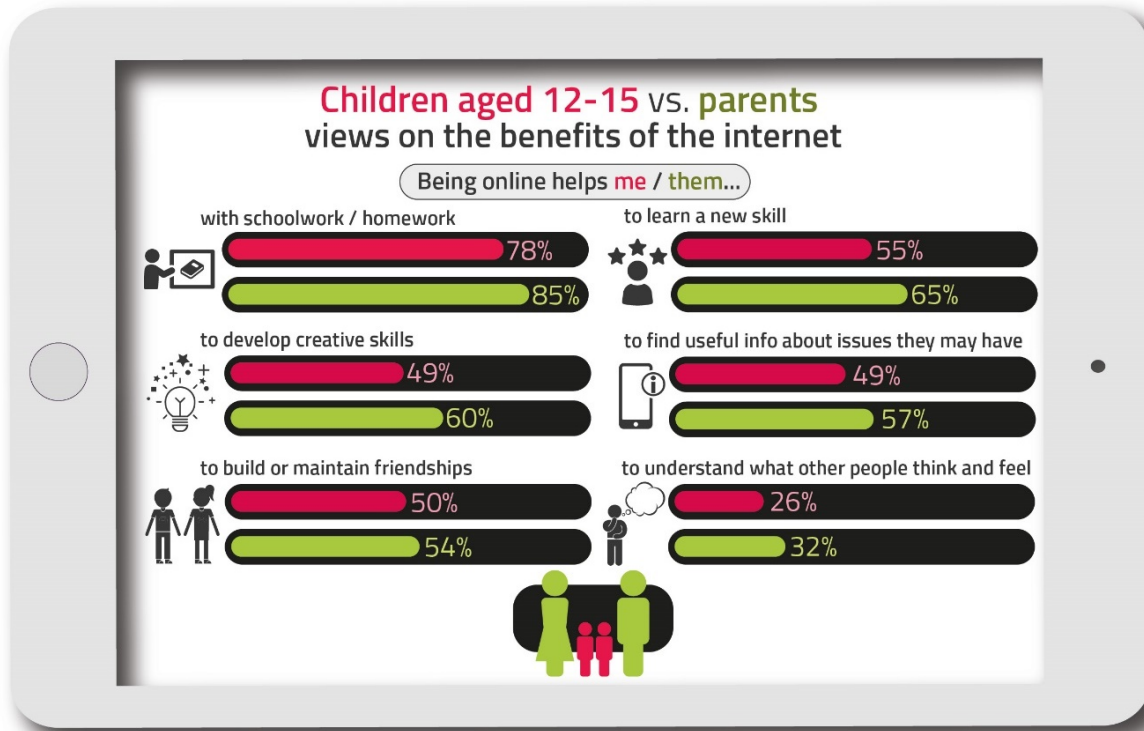 Children aged 12-15 vs. parents
views on the benefits of the internet
Being online helps me / them...
with schoolwork / homework
78%
85%
to learn a new skill
55%
65%
to develop creative skills
49%
60%
to find useful info about issues they may have
49%
57%
to build or maintain friendships
50%
54%
to understand what other people think and feel
26%
32%